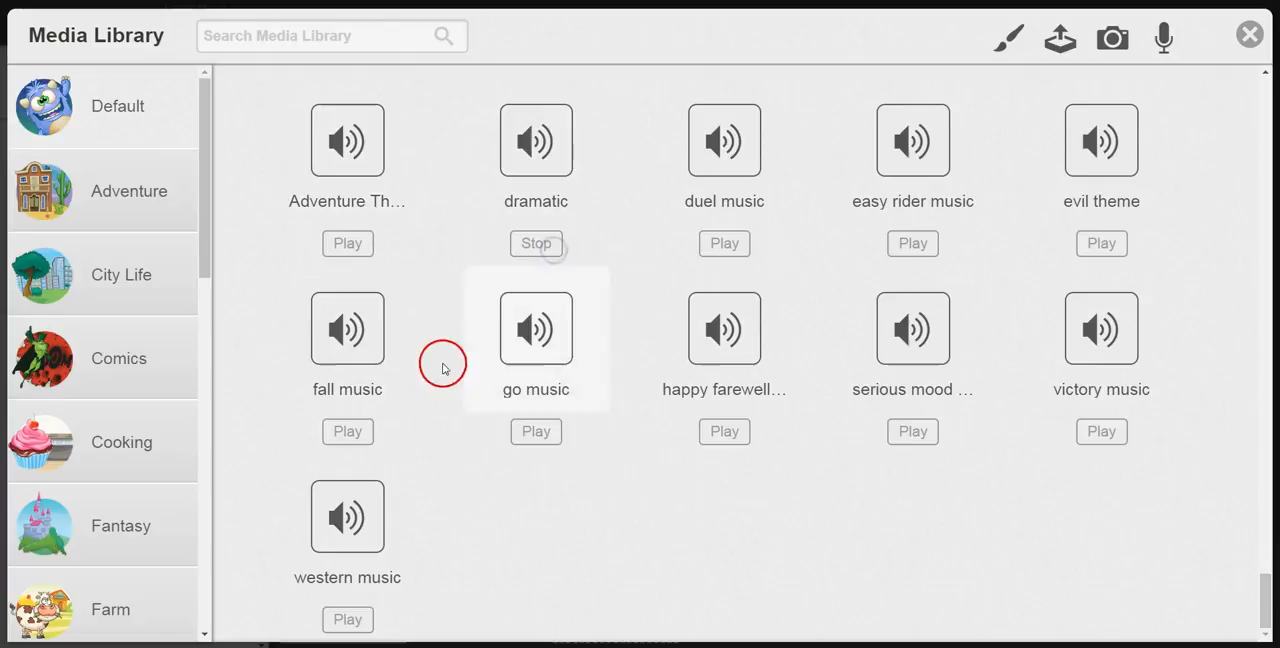 Media Library
Search Media Library
Default
Adventure
City Life
Comics
Cooking
Fantasy
Farm
Adventure Th... dramatic duel music easy rider music evil theme
Play Stop Play Play Play
fall music go music happy farewell... serious mood ... victory music
Play Play Play Play Play
western music
Play